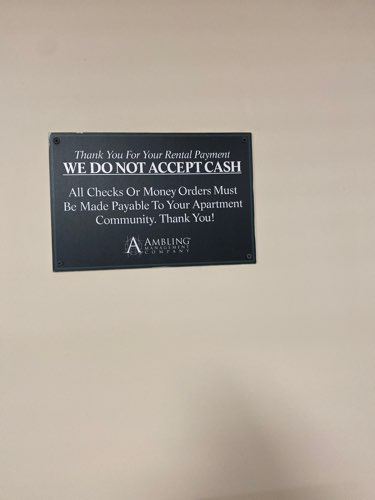 Thank You For Your Rental Payment
WE DO NOT ACCEPT CASH
All Checks Or Money Orders Must
Be Made Payable To Your Apartment
Community. Thank You!
A AMBLING
MANAGEMENT
COMPANY